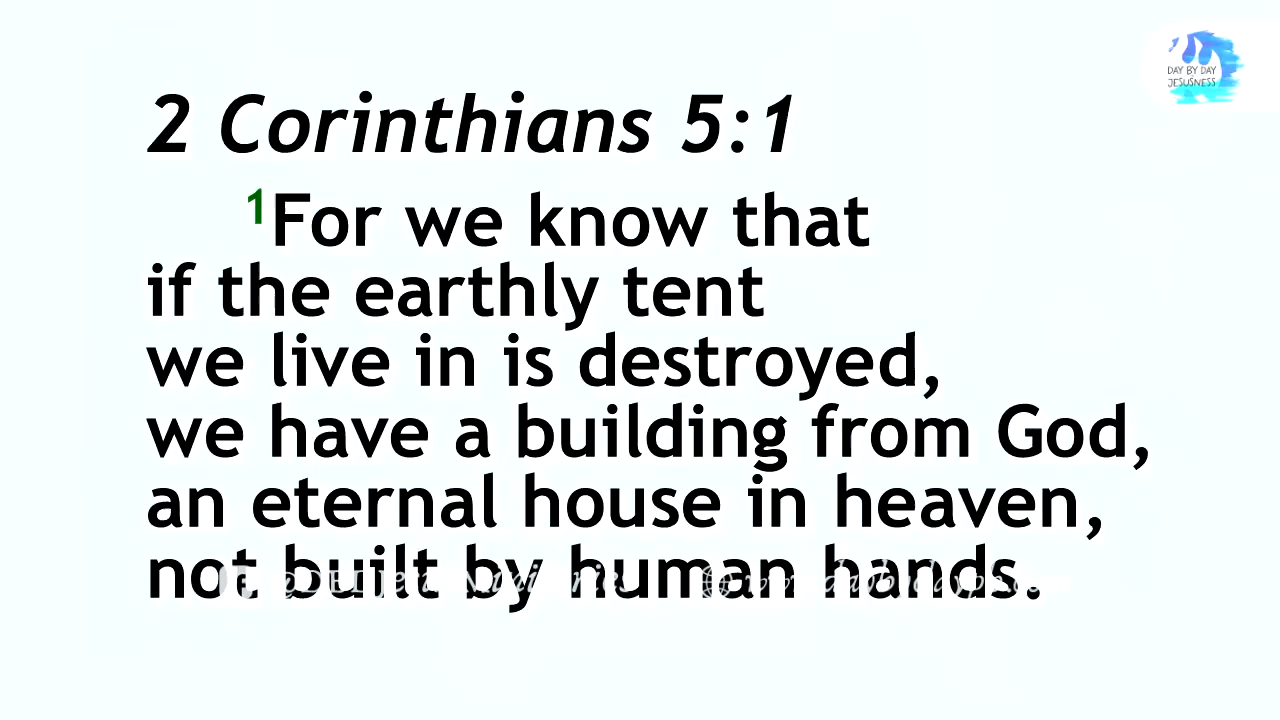 DAY BY DAY
JESUSNESS
2 Corinthians 5:1
1For we know that
if the earthly tent
we live in is destroyed,
we have a building from God,
an eternal house in heaven,
not built by human hands.